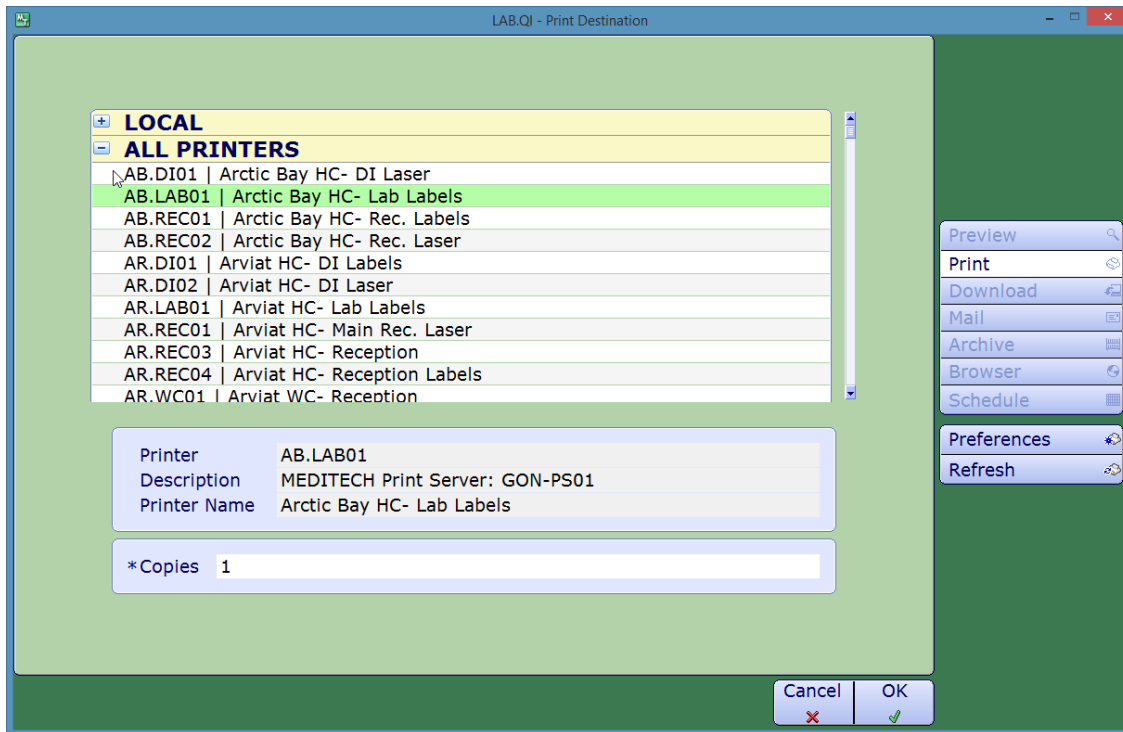 LAB.QI - Print Destination
LOCAL
ALL PRINTERS
AB.DI01 | Arctic Bay HC- DI Laser
AB.LAB01 | Arctic Bay HC- Lab Labels
AB.REC01 | Arctic Bay HC- Rec. Labels
AB.REC02 | Arctic Bay HC- Rec. Laser
AR.DI01 | Arviat HC- DI Labels
AR.DI02 | Arviat HC- DI Laser
AR.LAB01 | Arviat HC- Lab Labels
AR.REC01 | Arviat HC- Main Rec. Laser
AR.REC03 | Arviat HC- Reception
AR.REC04 | Arviat HC- Reception Labels
AR.WC01 | Arviat WC- Reception
Printer AB.LAB01
Description MEDITECH Print Server: GON-PS01
Printer Name Arctic Bay HC- Lab Labels
*Copies 1
Preview
Print
Download
Mail
Archive
Browser
Schedule
Preferences
Refresh
Cancel OK